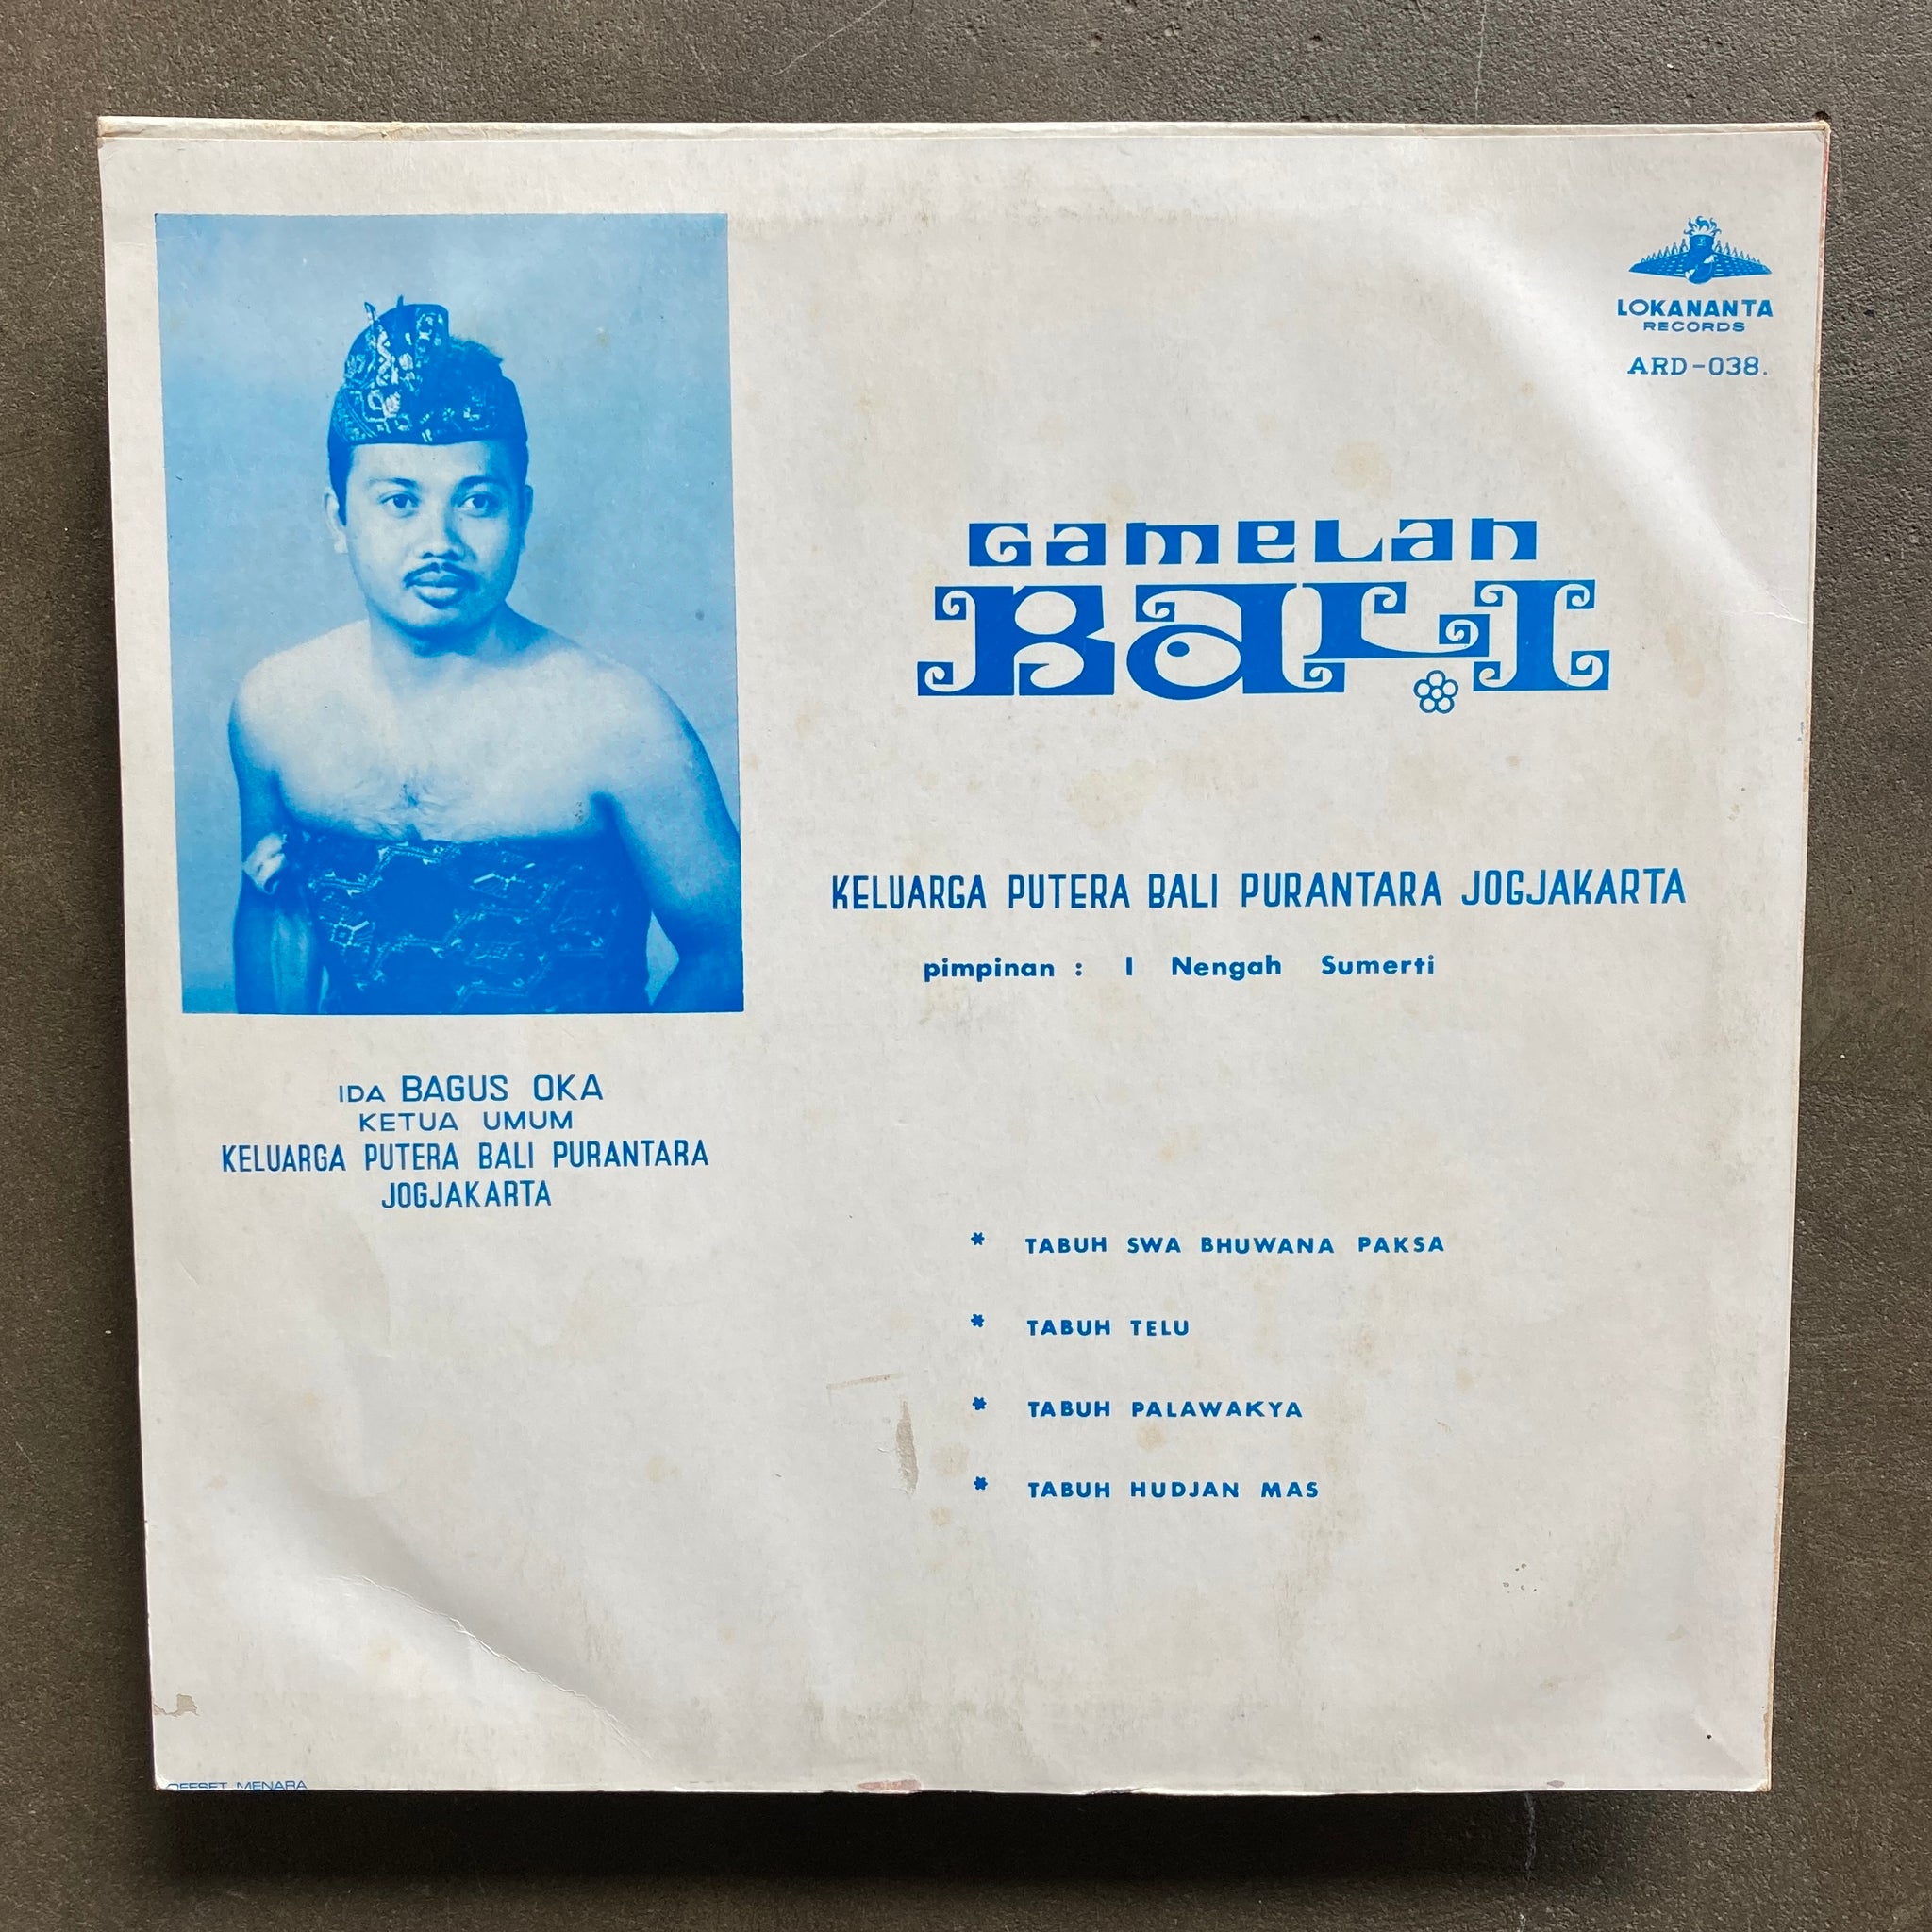 LOKANANTA
RECORDS
ARD-038.
GAMELAN
BALI
KELUARGA PUTERA BALI PURANTARA JOGJAKARTA
pimpinan : I Nengah Sumerti
IDA BAGUS OKA
KETUA UMUM
KELUARGA PUTERA BALI PURANTARA
JOGJAKARTA
* TABUH SWA BHUWANA PAKSA
* TABUH TELU
* TABUH PALAWAKYA
* TABUH HUDJAN MAS
OFFSET MENARA